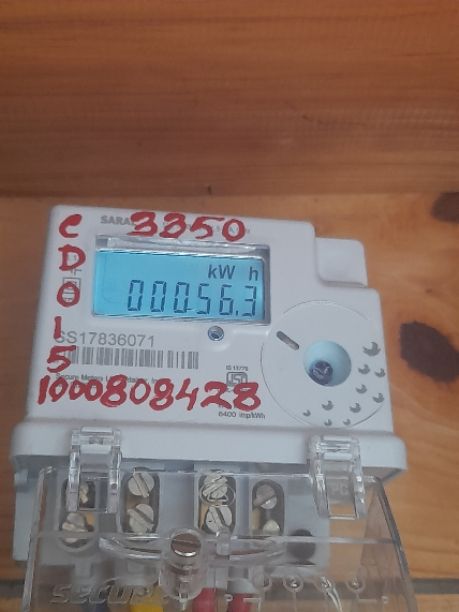 C 3350
SARA
D
kW h
00056.3
O
I
SS17836071
5
Secure Meters
IS 13779
1000808428
6400 imp/kWh
secure